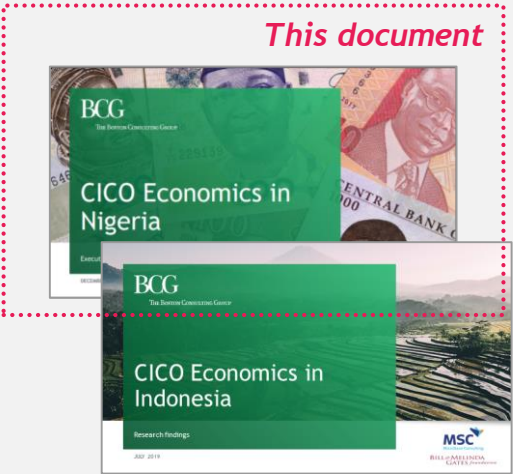 This document
BCG
THE BOSTON CONSULTING GROUP
CICO Economics in
Nigeria
CENTRAL BANK
BCG
THE BOSTON CONSULTING GROUP
CICO Economics in
Indonesia
Research findings
JULY 2019
MSC
BILL & MELINDA
GATES foundation